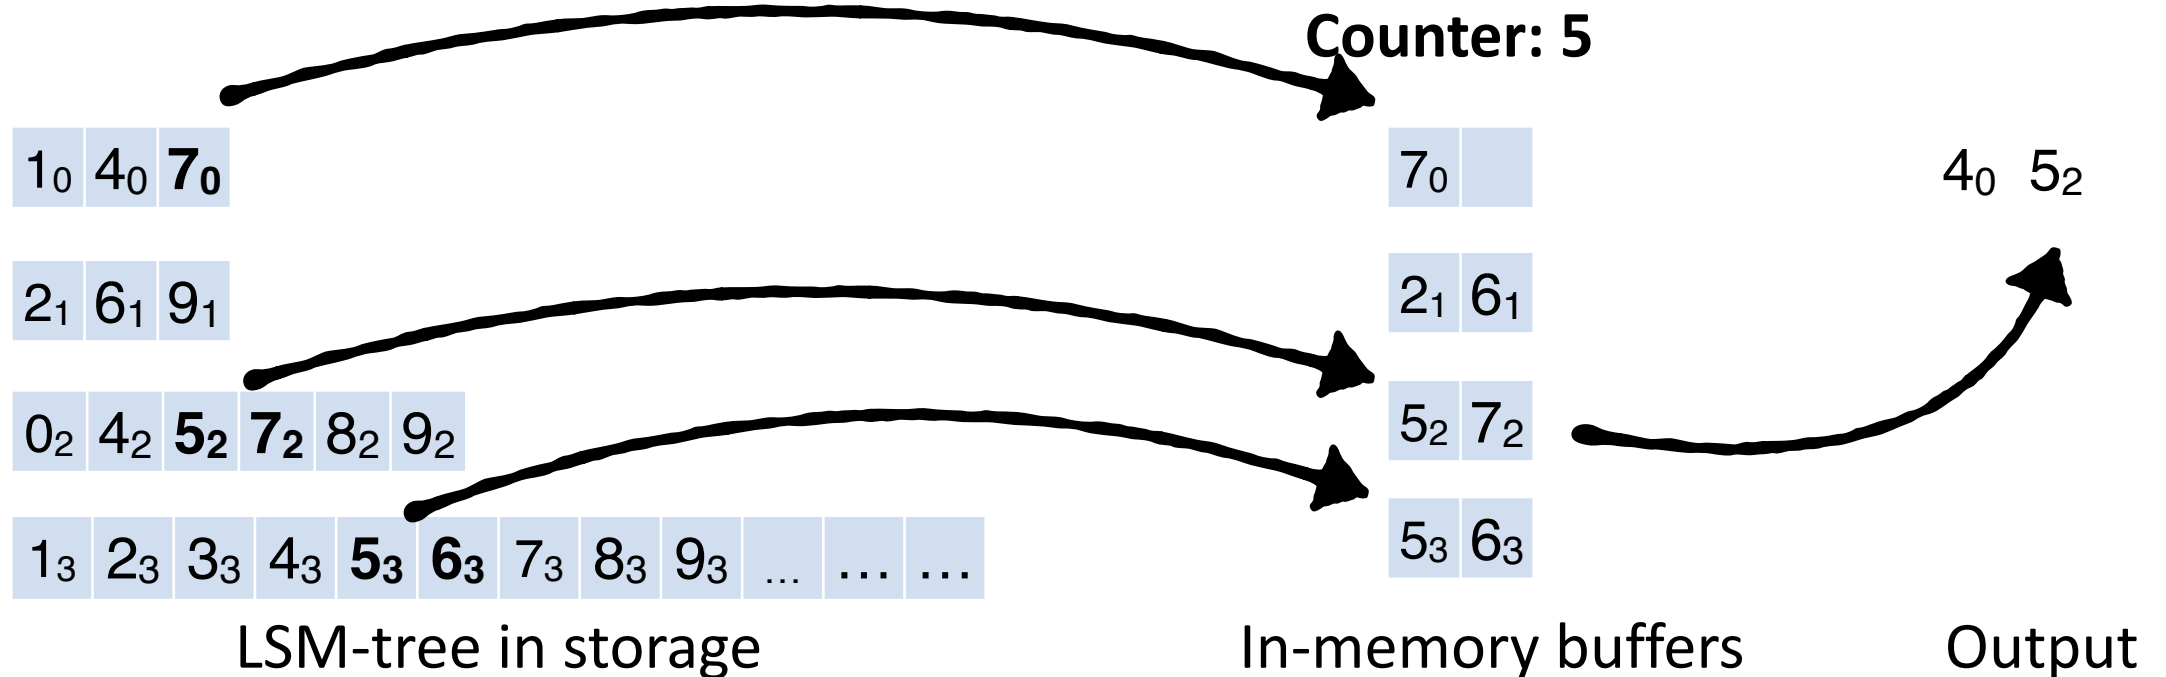 Counter: 5
1₀ 4₀ 7₀
7₀
4₀ 5₂
2₁ 6₁ 9₁
2₁ 6₁
0₂ 4₂ 5₂ 7₂ 8₂ 9₂
5₂ 7₂
1₃ 2₃ 3₃ 4₃ 5₃ 6₃ 7₃ 8₃ 9₃ ... ... ...
5₃ 6₃
LSM-tree in storage
In-memory buffers
Output